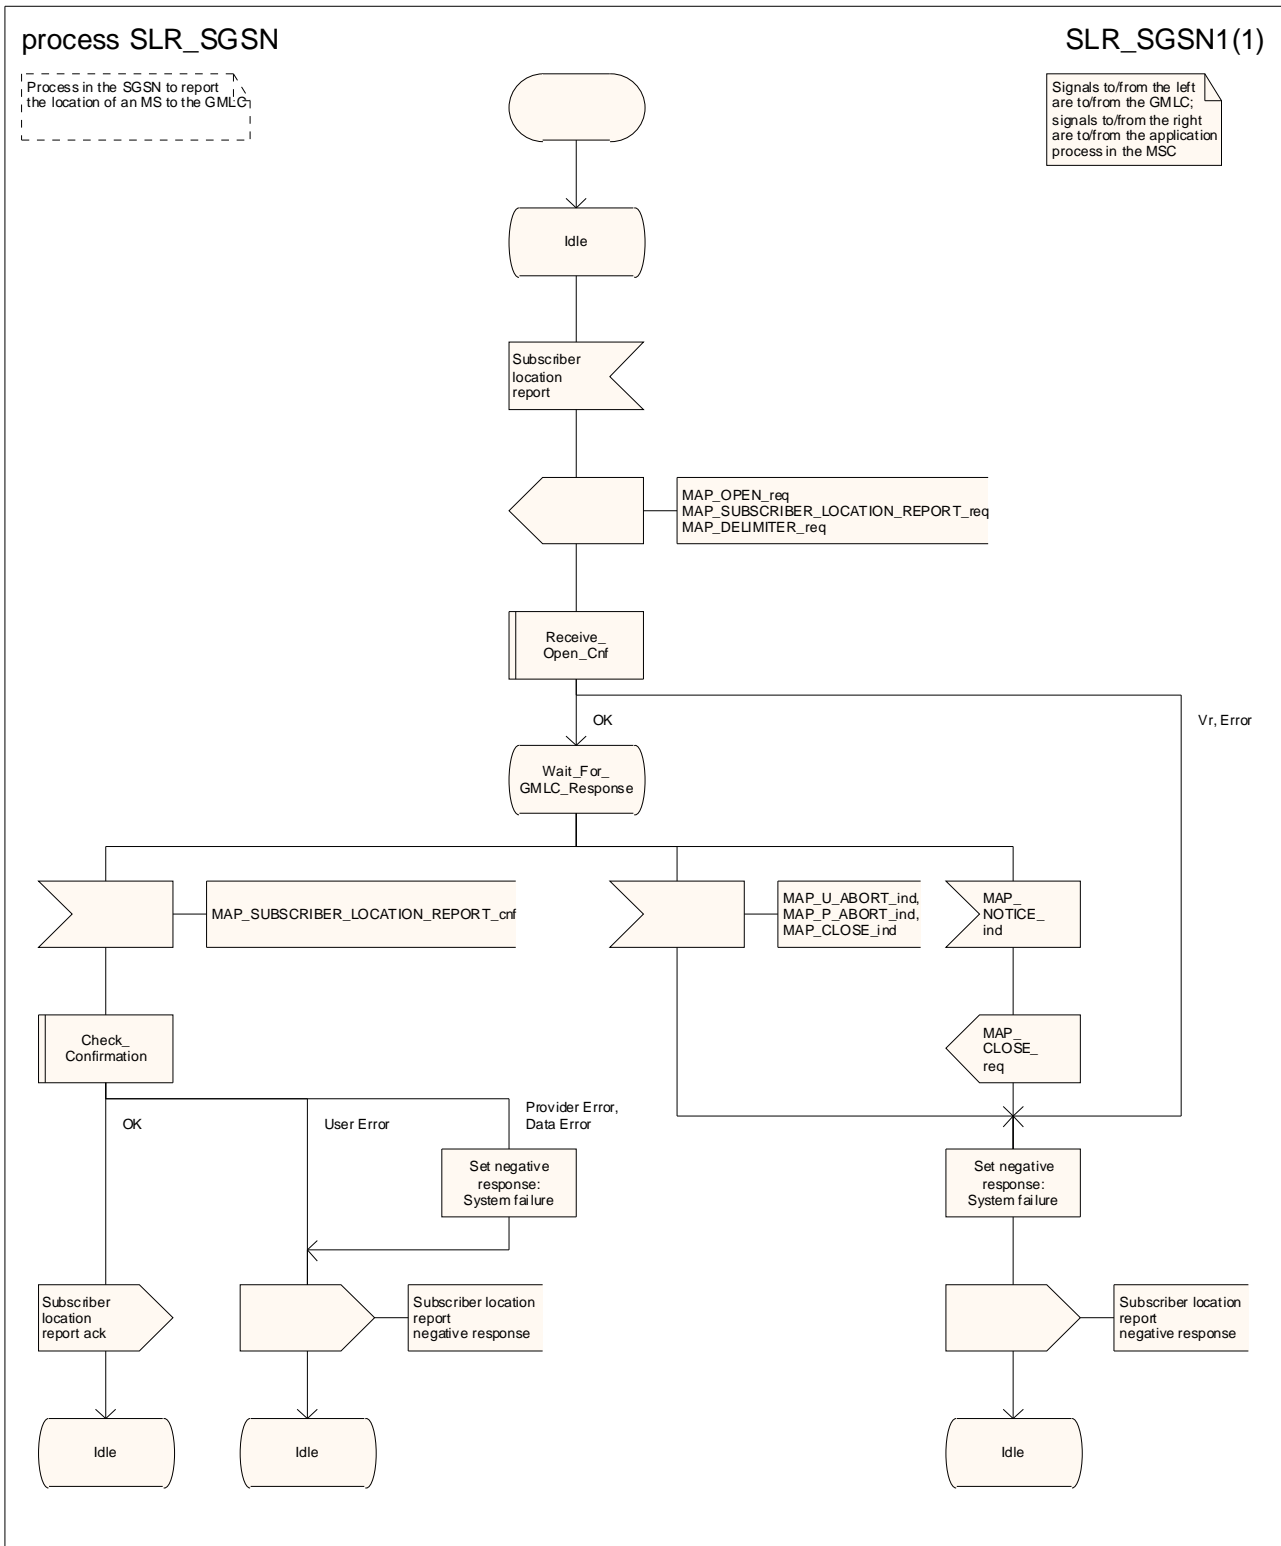 process SLR_SGSN
SLR_SGSN1(1)
Process in the SGSN to report
the location of an MS to the GMLC
Signals to/from the left
are to/from the GMLC;
signals to/from the right
are to/from the application
process in the MSC
Idle
Subscriber
location
report
MAP_OPEN_req
MAP_SUBSCRIBER_LOCATION_REPORT_req
MAP_DELIMITER_req
Receive_
Open_Cnf
OK
Vr, Error
Wait_For_
GMLC_Response
MAP_SUBSCRIBER_LOCATION_REPORT_cnf
MAP_U_ABORT_ind,
MAP_P_ABORT_ind,
MAP_CLOSE_ind
MAP_
NOTICE_
ind
Check_
Confirmation
MAP_
CLOSE_
req
OK
User Error
Provider Error,
Data Error
Set negative
response:
System failure
Set negative
response:
System failure
Subscriber
location
report ack
Subscriber location
report
negative response
Subscriber location
report
negative response
Idle
Idle
Idle